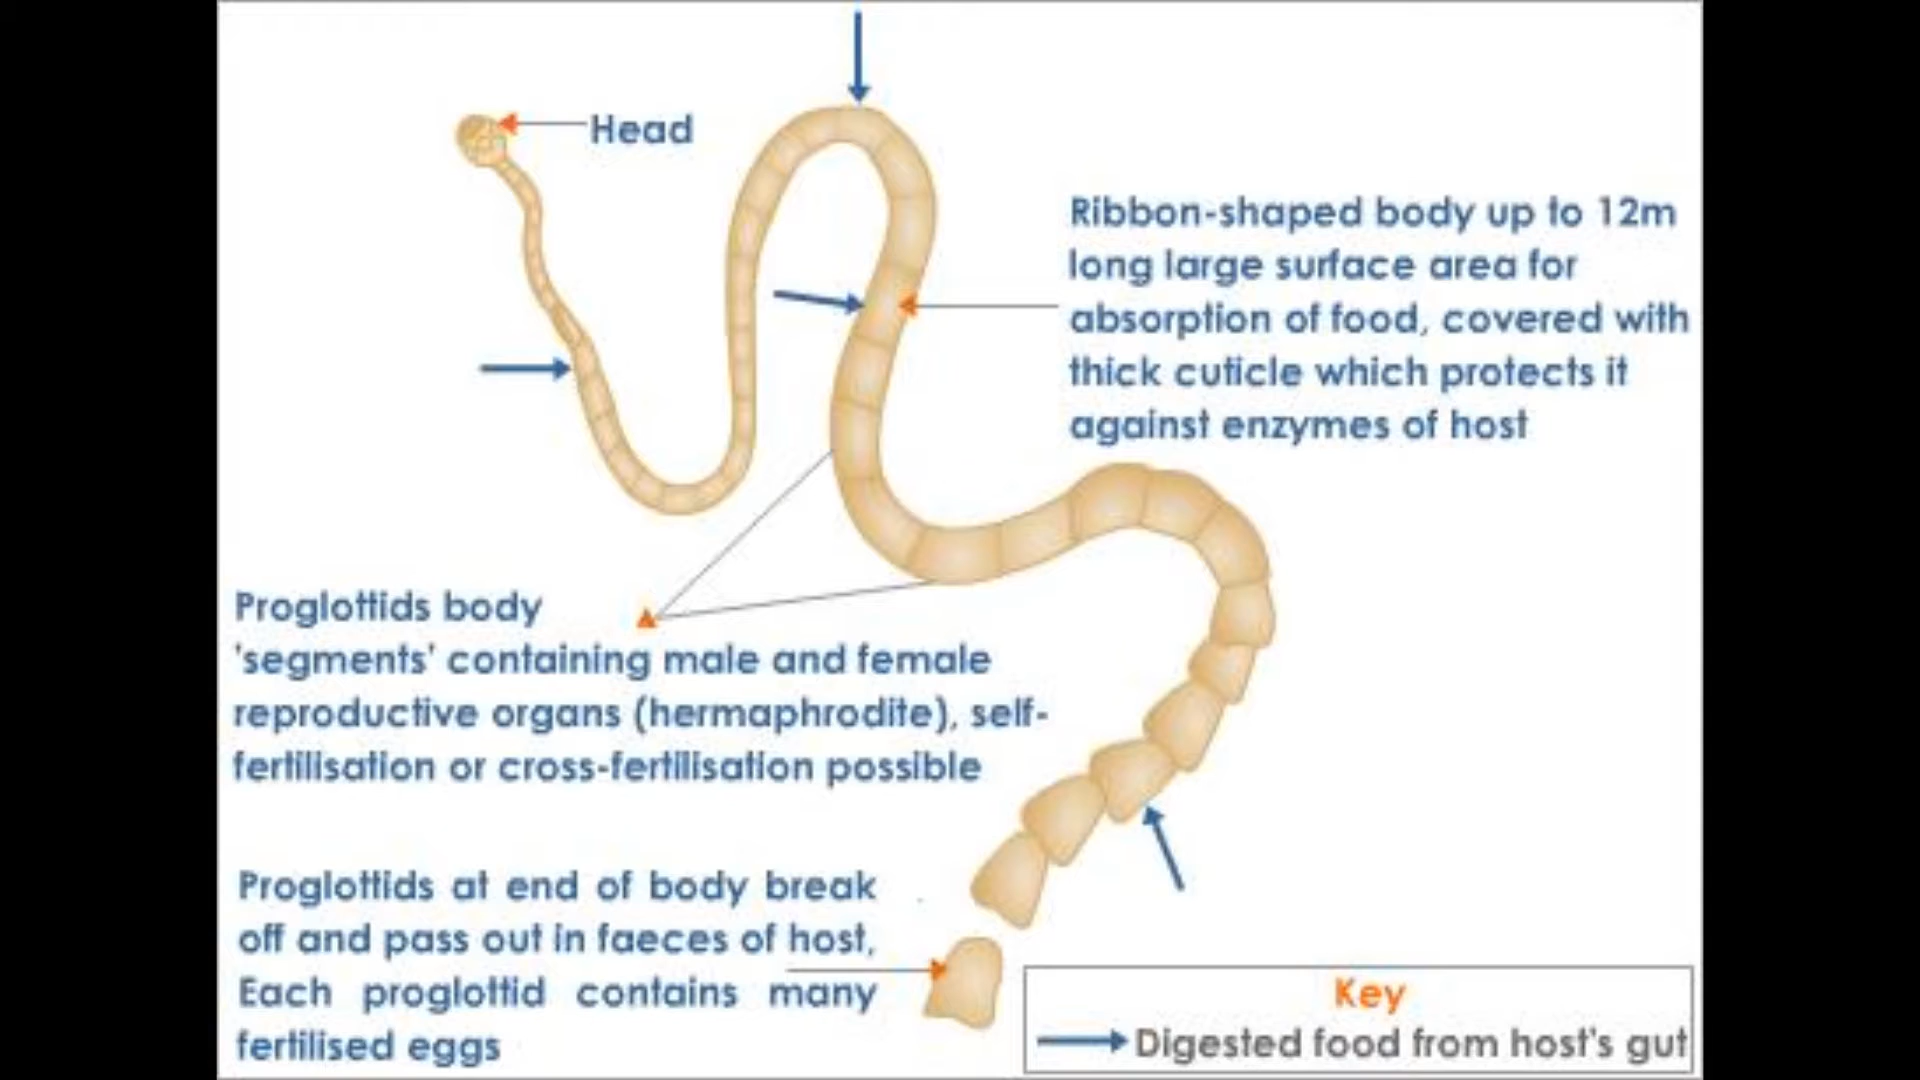 Head
Ribbon-shaped body up to 12m
long large surface area for
absorption of food, covered with
thick cuticle which protects it
against enzymes of host
Proglottids body
'segments' containing male and female
reproductive organs (hermaphrodite), self-
fertilisation or cross-fertilisation possible
Proglottids at end of body break
off and pass out in faeces of host,
Each proglottid contains many
fertilised eggs
Key
Digested food from host's gut